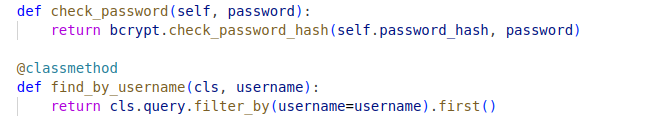 def check_password(self, password):
    return bcrypt.check_password_hash(self.password_hash, password)

@classmethod
def find_by_username(cls, username):
    return cls.query.filter_by(username=username).first()